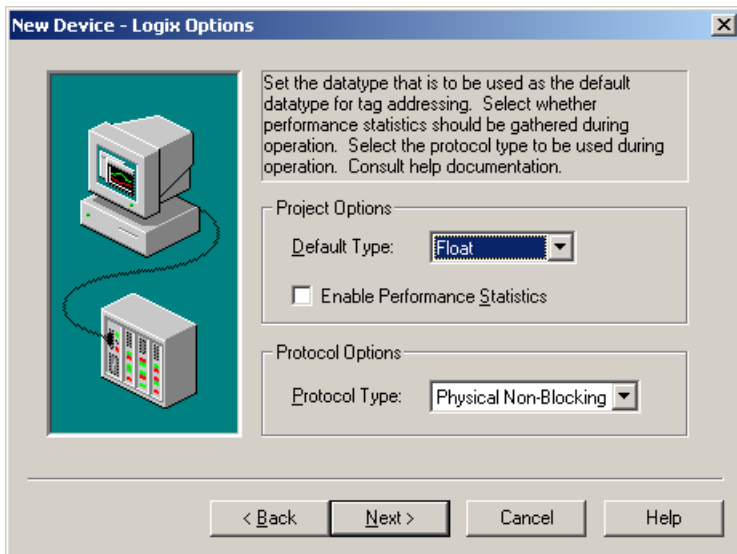 New Device - Logix Options
Set the datatype that is to be used as the default
datatype for tag addressing. Select whether
performance statistics should be gathered during
operation. Select the protocol type to be used during
operation. Consult help documentation.
Project Options
Default Type:
Float
Enable Performance Statistics
Protocol Options
Protocol Type:
Physical Non-Blocking
< Back
Next >
Cancel
Help